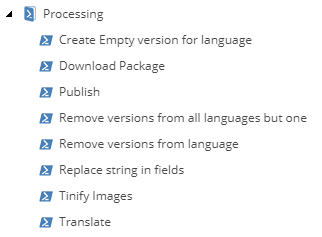 Processing
Create Empty version for language
Download Package
Publish
Remove versions from all languages but one
Remove versions from language
Replace string in fields
Tinify Images
Translate